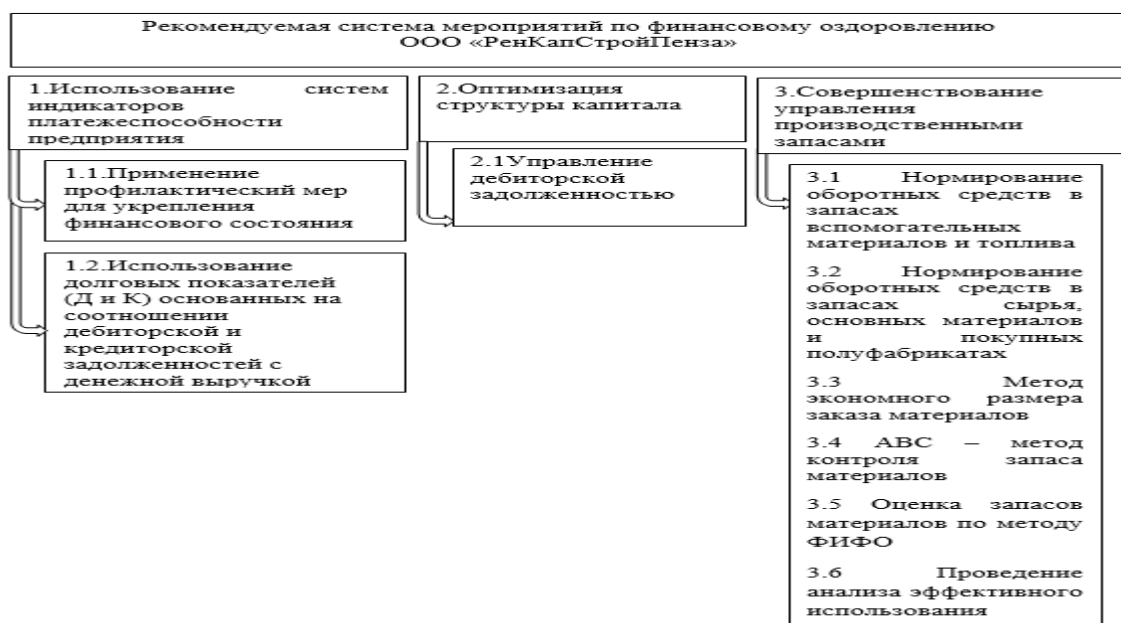 Рекомендуемая система мероприятий по финансовому оздоровлению
ООО «РенКапСтройПенза»
1.Использование систем
индикаторов
платежеспособности
предприятия
1.1.Применение
профилактический мер
для укрепления
финансового состояния
1.2.Использование
долговых показателей
(Д и К) основанных на
соотношении
дебиторской и
кредиторской
задолженностей с
денежной выручкой
2.Оптимизация
структуры капитала
2.1Управление
дебиторской
задолженностью
3.Совершенствование
управления
производственными
запасами
3.1 Нормирование
оборотных средств в
запасах
вспомогательных
материалов и топлива
3.2 Нормирование
оборотных средств в
запасах сырья,
основных материалов
и покупных
полуфабрикатах
3.3 Метод
экономного размера
заказа материалов
3.4 АВС – метод
контроля запаса
материалов
3.5 Оценка запасов
материалов по методу
ФИФО
3.6 Проведение
анализа эффективного
использования